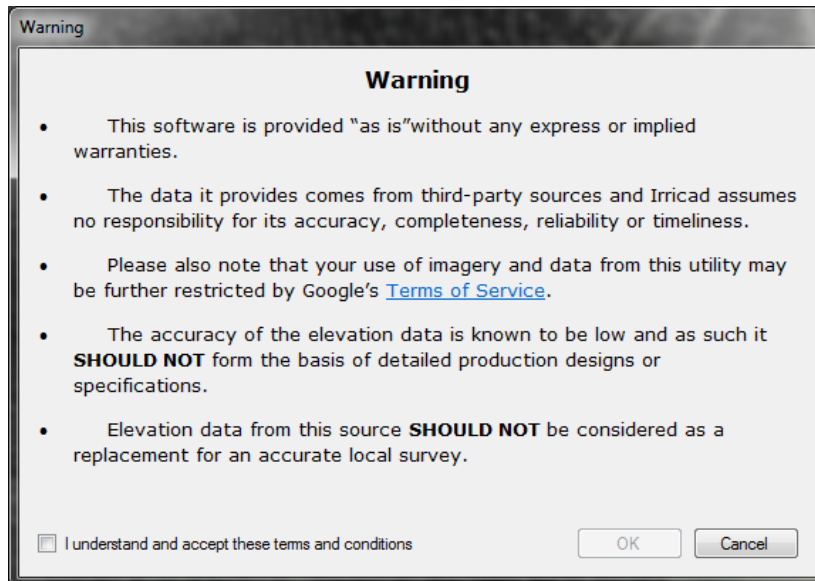 Warning
Warning
• This software is provided “as is”without any express or implied
warranties.
• The data it provides comes from third-party sources and Irricad assumes
no responsibility for its accuracy, completeness, reliability or timeliness.
• Please also note that your use of imagery and data from this utility may
be further restricted by Google’s Terms of Service.
• The accuracy of the elevation data is known to be low and as such it
SHOULD NOT form the basis of detailed production designs or
specifications.
• Elevation data from this source SHOULD NOT be considered as a
replacement for an accurate local survey.
I understand and accept these terms and conditions OK Cancel